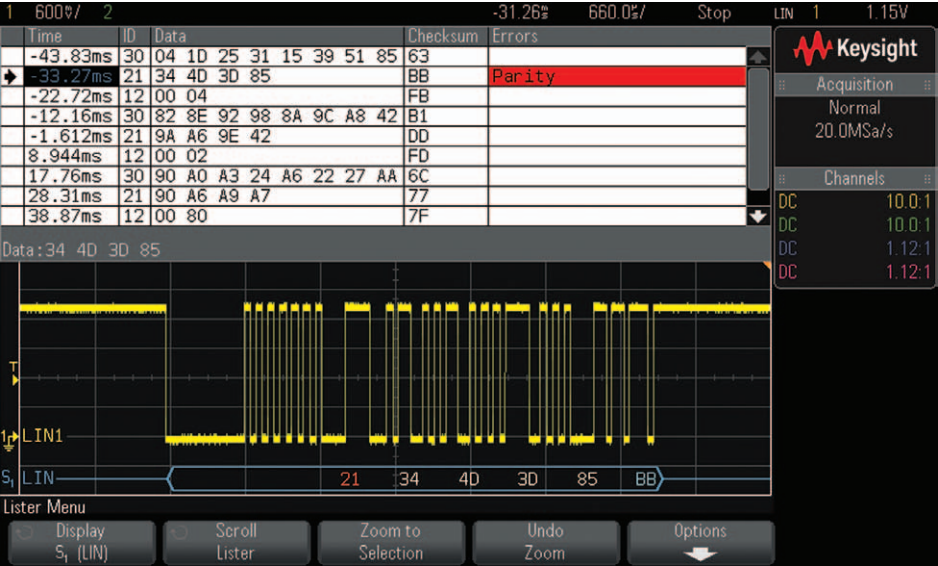 1 600▽/ 2 -31.26㎳ 660.0㎲/ Stop LIN 1 1.15V
Time ID Data Checksum Errors
-43.83ms 30 04 1D 25 31 15 39 51 85 63
-33.27ms 21 34 4D 3D 85 BB Parity
-22.72ms 12 00 04 FB
-12.16ms 30 82 8E 92 98 8A 9C A8 42 B1
-1.612ms 21 9A A6 9E 42 DD
8.944ms 12 00 02 FD
17.76ms 30 90 A0 A3 24 A6 22 27 AA 6C
28.31ms 21 90 A6 A9 A7 77
38.87ms 12 00 80 7F
Data:34 4D 3D 85
T
1 LIN1
S1 LIN 21 34 4D 3D 85 BB
Lister Menu
Display
S1 (LIN)
Scroll
Lister
Zoom to
Selection
Undo
Zoom
Options
Keysight
Acquisition
Normal
20.0MSa/s
Channels
DC 10.0:1
DC 10.0:1
DC 1.12:1
DC 1.12:1